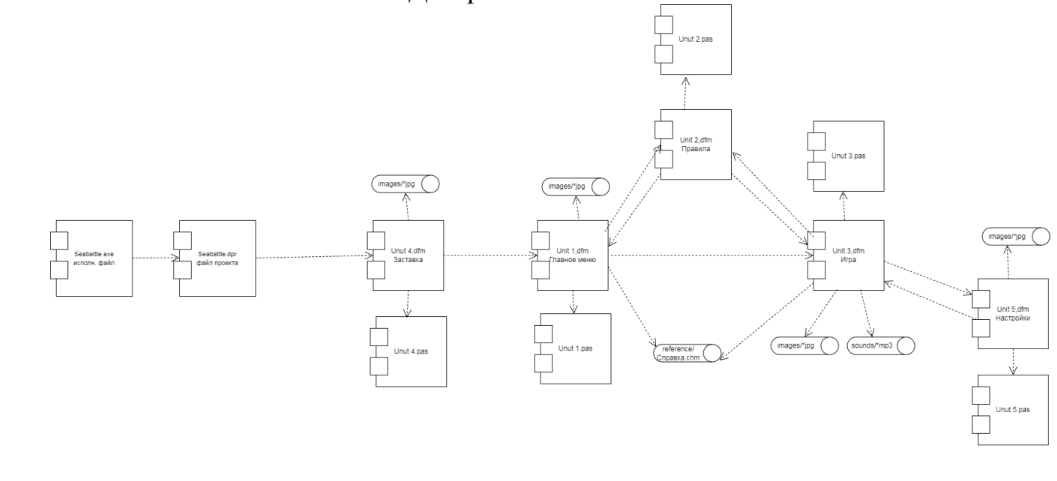 Unut 2,pas
Unit 2,dfm
Правила
Unut 3.pas
images/*jpg
images/*jpg
Seabattle.exe
исполн. файл
Seabattle.dpr
файл проекта
Unut 4.dfm
Заставка
Unit 1,dfm
Главное меню
Unit 3,dfm
Игра
images/*jpg
Unit 5,dfm
Настройки
Unut 4.pas
Unut 1.pas
reference/
Справка.chm
images/*jpg
sounds/*mp3
Unut 5.pas